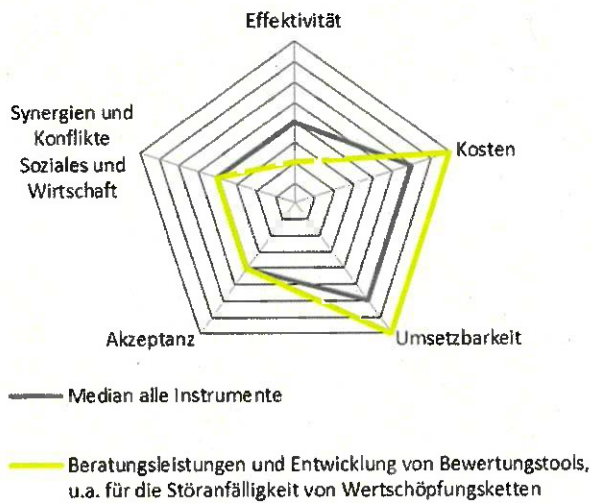 Effektivität
Synergien und
Konflikte
Soziales und
Wirtschaft
Kosten
Akzeptanz
Umsetzbarkeit
Median alle Instrumente
Beratungsleistungen und Entwicklung von Bewertungstools,
u.a. für die Störanfälligkeit von Wertschöpfungsketten